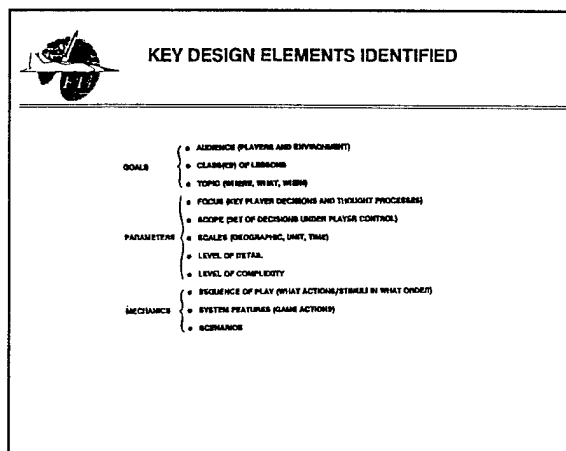 KEY DESIGN ELEMENTS IDENTIFIED
AUDIENCE (PLAYERS AND ENVIRONMENT)
GOALS
CLASS(ES) OF LESSONS
TOPIC (WHERE, WHAT, WHEN)
FOCUS (KEY PLAYER DECISIONS AND THOUGHT PROCESSES)
SCOPE (SET OF DECISIONS UNDER PLAYER CONTROL)
PARAMETERS
SCALES (GEOGRAPHIC, UNIT, TIME)
LEVEL OF DETAIL
LEVEL OF COMPLEXITY
SEQUENCE OF PLAY (WHAT ACTIONS/STIMULI IN WHAT ORDER)
MECHANICS
SYSTEM FEATURES (GAME ACTIONS)
SCENARIOS